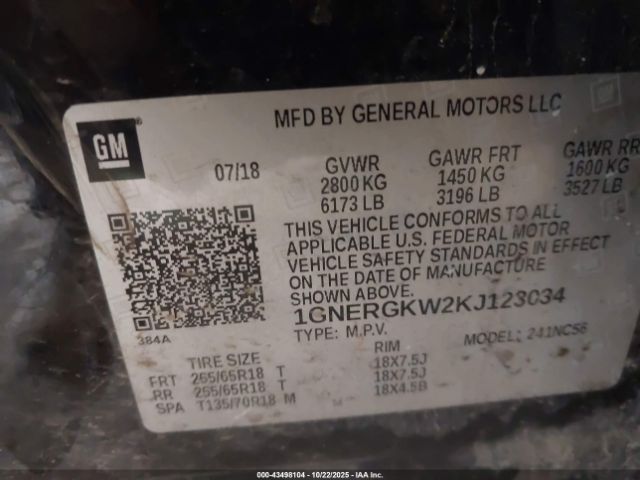 MFD BY GENERAL MOTORS LLC
GM
07/18 GVWR GAWR FRT GAWR RR
2800 KG 1450 KG 1600 KG
6173 LB 3196 LB 3527 LB
THIS VEHICLE CONFORMS TO ALL
APPLICABLE U.S. FEDERAL MOTOR
VEHICLE SAFETY STANDARDS IN EFFECT
ON THE DATE OF MANUFACTURE
SHOWN ABOVE.
1GNERGKW2KJ123034
384A TYPE: M.P.V. MODEL: 241NC56
TIRE SIZE RIM
FRT 255/65R18 T 18X7.5J
RR 255/65R18 T 18X7.5J
SPA T135/70R18 M M 18X4.5B
000-43498104 | 10/22/2025 | IAA Inc.